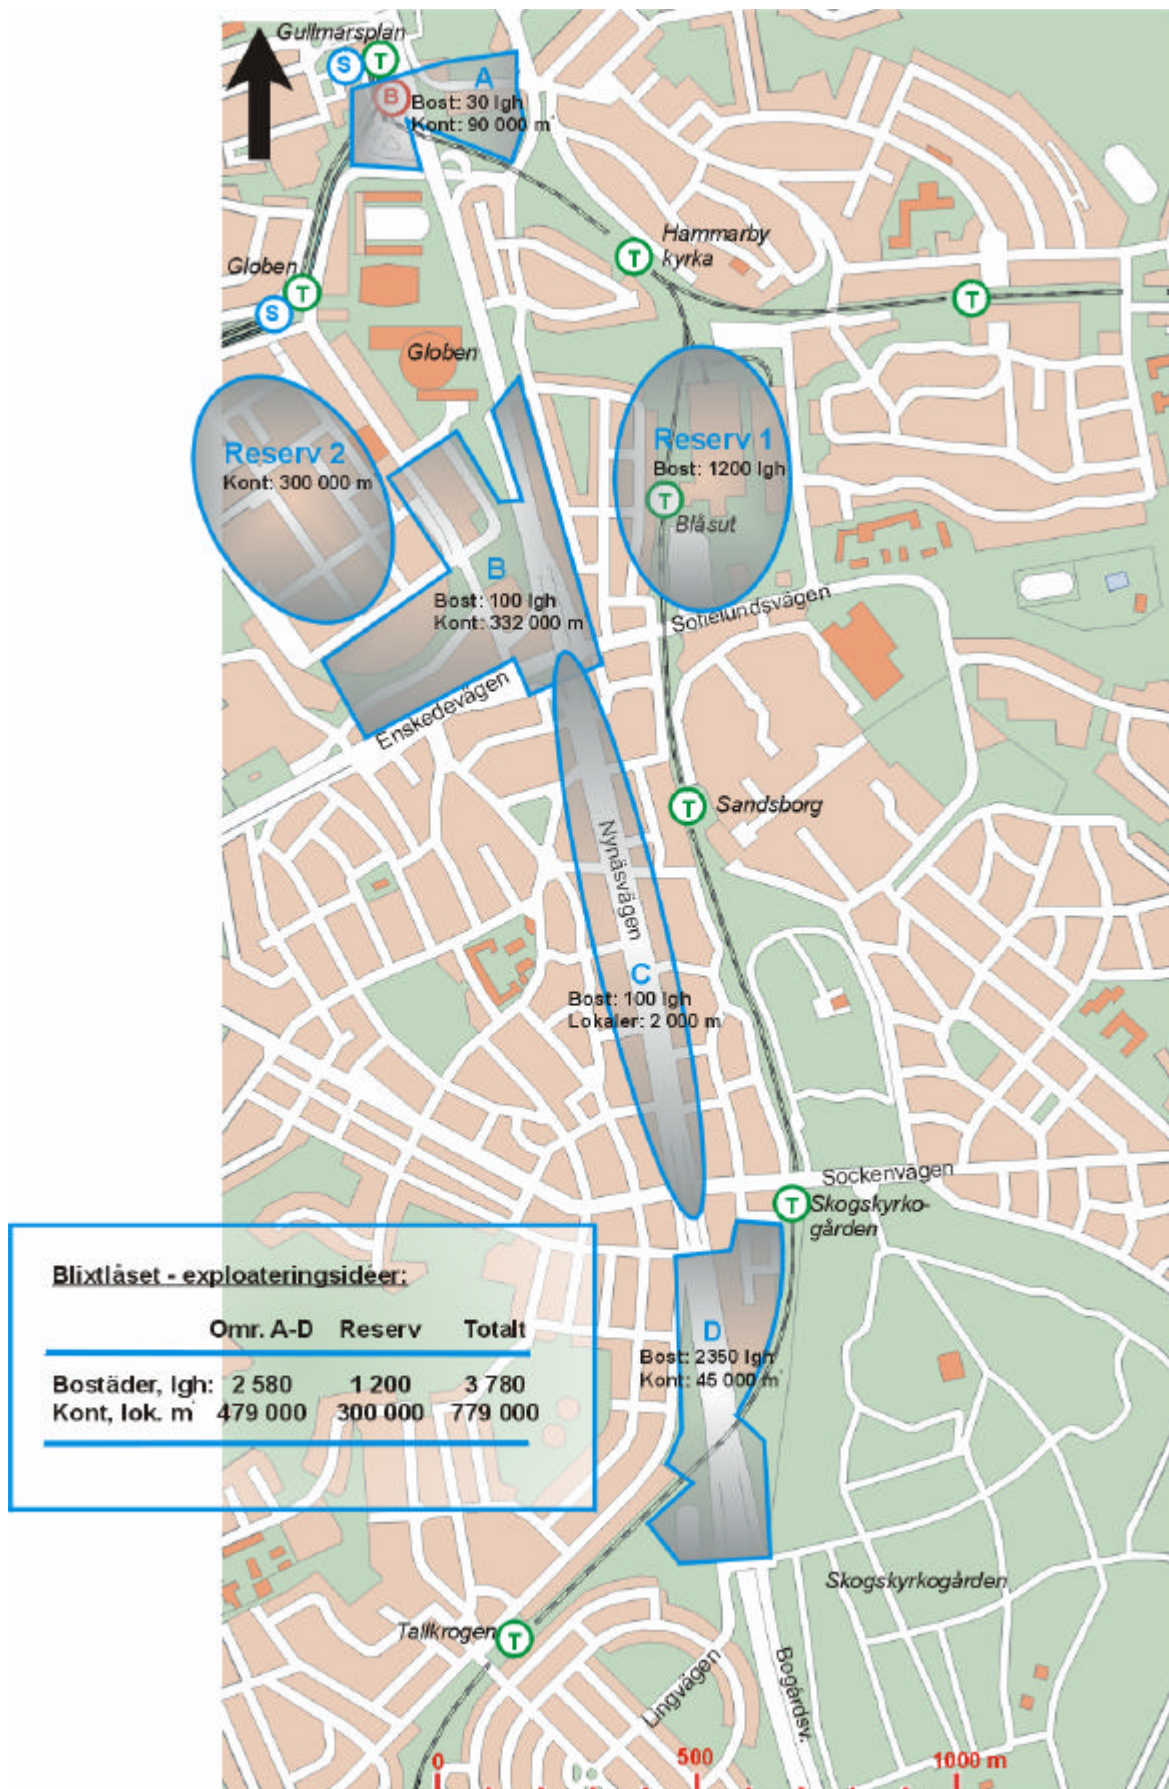 Gullmarsplan
S
T
B
A
Bost: 30 lgh
Kont: 90 000 m²
Hammarby
kyrka
T
Globen
T
T
S
Globen
Reserv 2
Kont: 300 000 m
Reserv 1
Bost: 1200 lgh
T
Blåsut
B
Bost: 100 lgh
Kont: 332 000 m
Sofielundsvägen
Enskedevägen
T
Sandsborg
Nynäsvägen
C
Bost: 100 lgh
Lokaler: 2 000 m
Sockenvägen
T
Skogskyrko-
gården
Blixtlåset - exploateringsidéer:
Omr. A-D Reserv Totalt
Bostäder, lgh: 2 580 1 200 3 780
Kont, lok. m² 479 000 300 000 779 000
D
Bost: 2350 lgh
Kont: 45 000 m²
Skogskyrkogården
Tallkrogen
T
Lingvägen
Bogårdsv.
0 500 1000 m